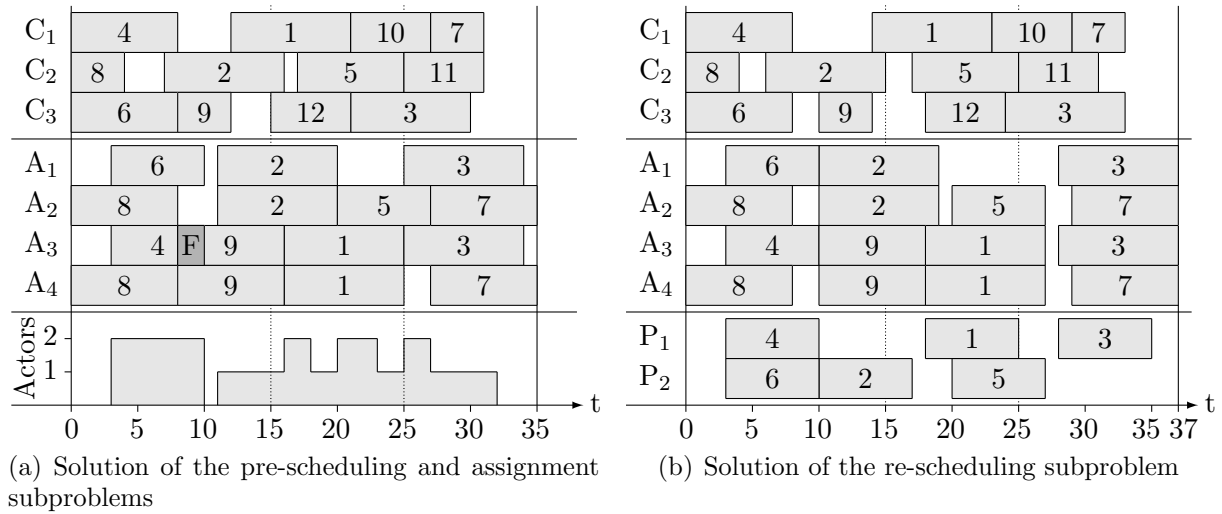 C1 4 1 10 7
C2 8 2 5 11
C3 6 9 12 3
A1 6 2 3
A2 8 2 5 7
A3 4 F 9 1 3
A4 8 9 1 7
Actors
2
1
t
0 5 10 15 20 25 30 35
(a) Solution of the pre-scheduling and assignment
subproblems
C1 4 1 10 7
C2 8 2 5 11
C3 6 9 12 3
A1 6 2 3
A2 8 2 5 7
A3 4 9 1 3
A4 8 9 1 7
P1 4 1 3
P2 6 2 5
t
0 5 10 15 20 25 30 35 37
(b) Solution of the re-scheduling subproblem